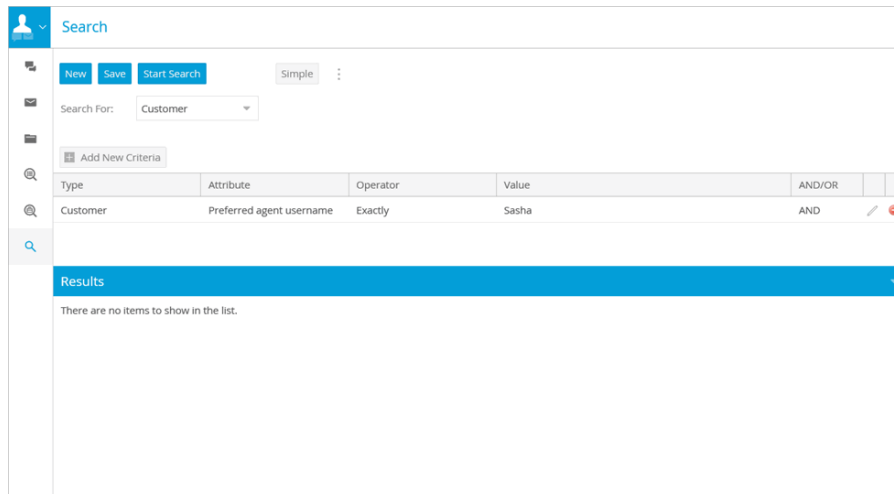 Search
New Save Start Search Simple
Search For: Customer
Add New Criteria
Type Attribute Operator Value AND/OR
Customer Preferred agent username Exactly Sasha AND
Results
There are no items to show in the list.